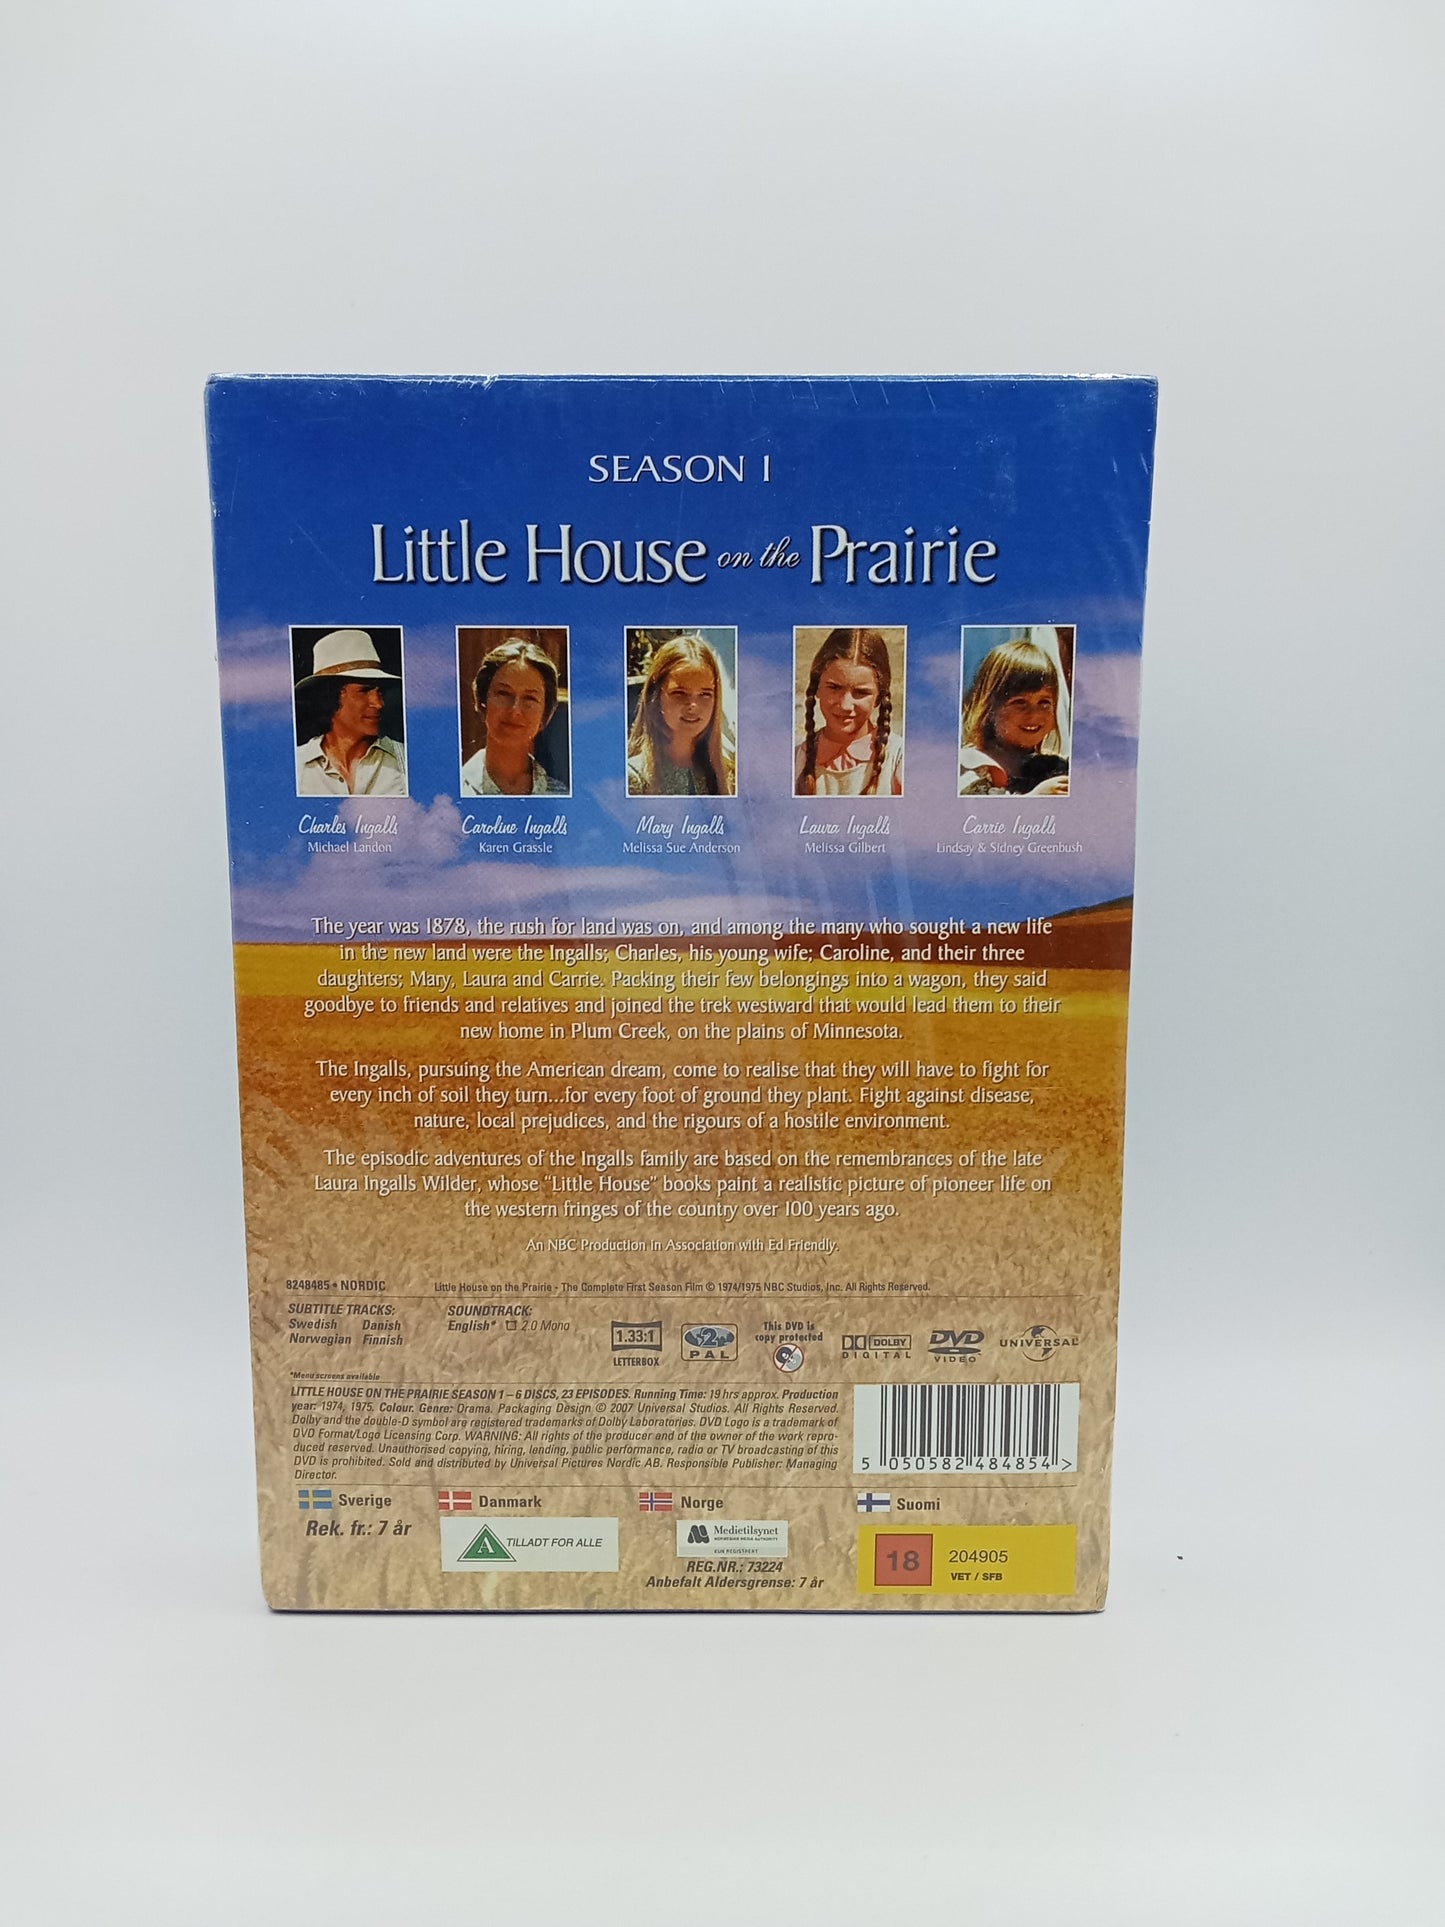 SEASON 1
Little House on the Prairie
Charles Ingalls
Michael Landon
Caroline Ingalls
Karen Grassle
Mary Ingalls
Melissa Sue Anderson
Laura Ingalls
Melissa Gilbert
Carrie Ingalls
Lindsay & Sidney Greenbush
The year was 1878, the rush for land was on, and among the many who sought a new life
in the new land were the Ingalls; Charles, his young wife; Caroline, and their three
daughters; Mary, Laura and Carrie. Packing their few belongings into a wagon, they said
goodbye to friends and relatives and joined the trek westward that would lead them to their
new home in Plum Creek, on the plains of Minnesota.
The Ingalls, pursuing the American dream, come to realise that they will have to fight for
every inch of soil they turn...for every foot of ground they plant. Fight against disease,
nature, local prejudices, and the rigours of a hostile environment.
The episodic adventures of the Ingalls family are based on the remembrances of the late
Laura Ingalls Wilder, whose "Little House" books paint a realistic picture of pioneer life on
the western fringes of the country over 100 years ago.
An NBC Production in Association with Ed Friendly.
8248485 • NORDIC
Little House on the Prairie - The Complete First Season Film © 1974/1975 NBC Studios, Inc. All Rights Reserved.
SUBTITLE TRACKS:
Swedish Danish
Norwegian Finnish
SOUNDTRACK:
English* 2.0 Mono
*Menu screens available
1.33:1
LETTERBOX
2
PAL
This DVD is
copy protected
DOLBY
DIGITAL
DVD
VIDEO
UNIVERSAL
LITTLE HOUSE ON THE PRAIRIE SEASON 1 – 6 DISCS, 23 EPISODES. Running Time: 19 hrs approx. Production
year: 1974, 1975. Colour. Genre: Drama. Packaging Design © 2007 Universal Studios. All Rights Reserved.
Dolby and the double-D symbol are registered trademarks of Dolby Laboratories. DVD Logo is a trademark of
DVD Format/Logo Licensing Corp. WARNING: All rights of the producer and of the owner of the work repro-
duced reserved. Unauthorised copying, hiring, lending, public performance, radio or TV broadcasting of this
DVD is prohibited. Sold and distributed by Universal Pictures Nordic AB. Responsible Publisher: Managing
Director.
5 050582 484854 >
Sverige
Rek. fr.: 7 år
Danmark
A TILLADT FOR ALLE
Norge
Medietilsynet
NORWEGIAN MEDIA AUTHORITY
KUN REGISTRERT
REG.NR.: 73224
Anbefalt Aldersgrense: 7 år
Suomi
18
204905
VET / SFB